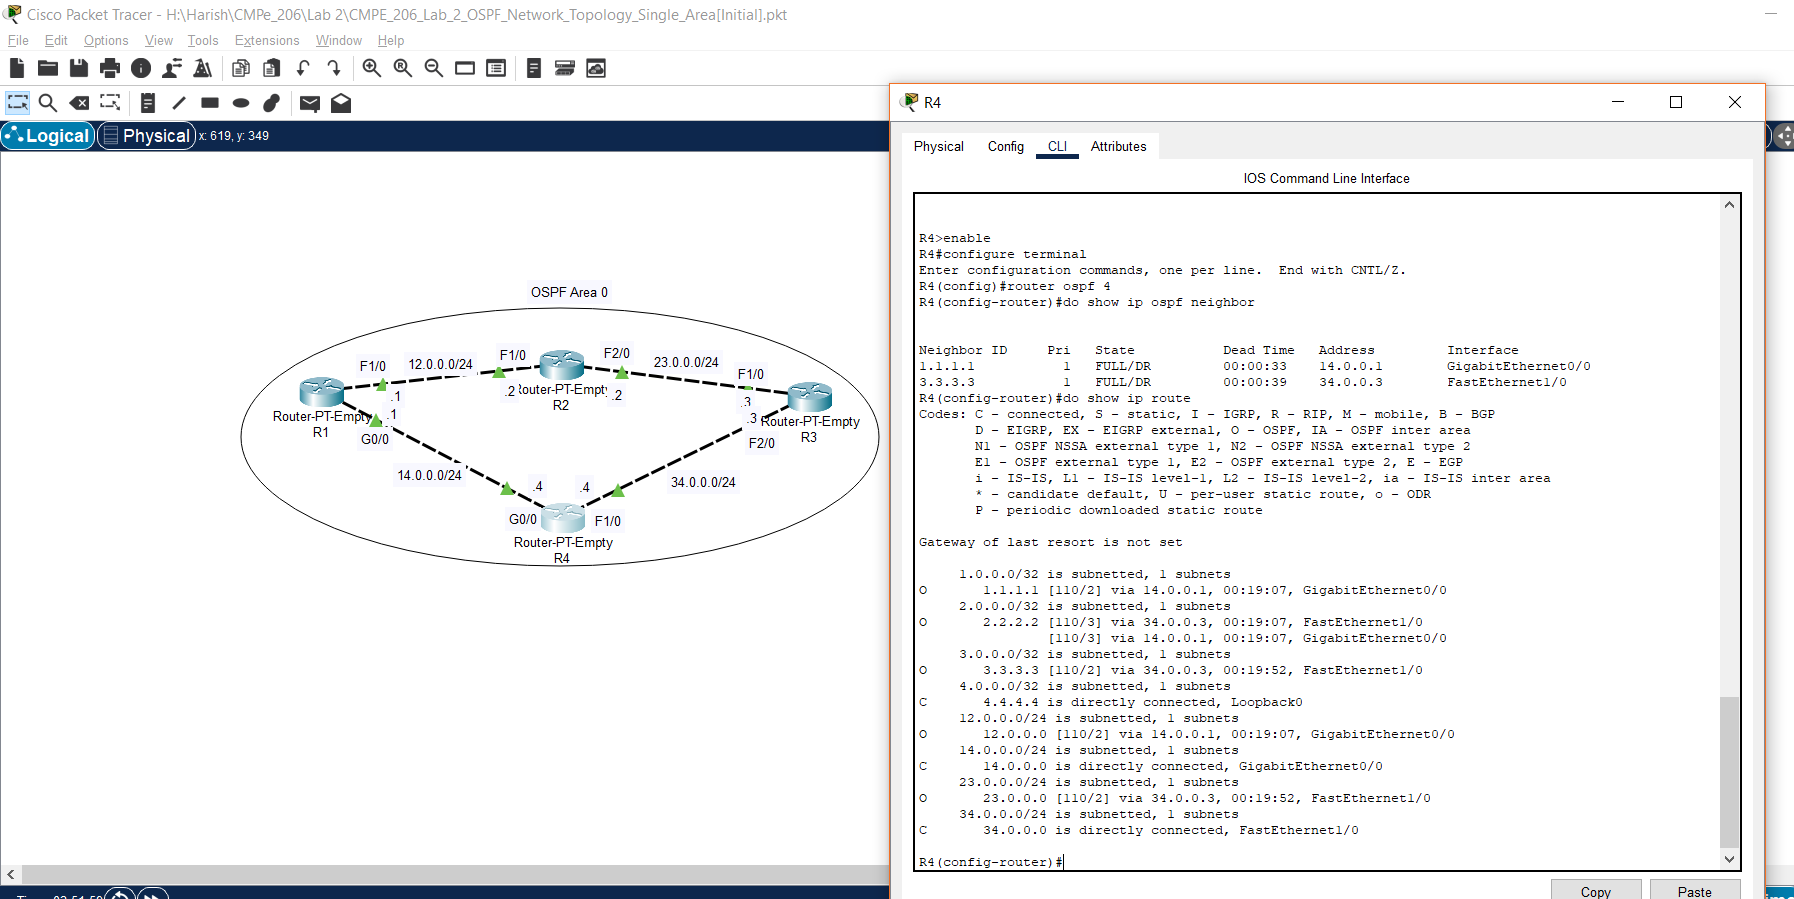 Cisco Packet Tracer - H:\Harish\CMPe_206\Lab 2\CMPE_206_Lab_2_OSPF_Network_Topology_Single_Area[Initial].pkt
File Edit Options View Tools Extensions Window Help
Logical Physical x: 619, y: 349
OSPF Area 0
F1/0 12.0.0.0/24 F1/0 F2/0 23.0.0.0/24 F1/0
.1 .2 Router-PT-Empty .2 .3
R2
Router-PT-Empty .1 .3 Router-PT-Empty
R1 R3
G0/0 F2/0
14.0.0.0/24 34.0.0.0/24
.4 .4
G0/0 F1/0
Router-PT-Empty
R4
R4
Physical Config CLI Attributes
IOS Command Line Interface
R4>enable
R4#configure terminal
Enter configuration commands, one per line.  End with CNTL/Z.
R4(config)#router ospf 4
R4(config-router)#do show ip ospf neighbor
Neighbor ID     Pri   State           Dead Time   Address         Interface
1.1.1.1           1   FULL/DR         00:00:33    14.0.0.1        GigabitEthernet0/0
3.3.3.3           1   FULL/DR         00:00:39    34.0.0.3        FastEthernet1/0
R4(config-router)#do show ip route
Codes: C - connected, S - static, I - IGRP, R - RIP, M - mobile, B - BGP
D - EIGRP, EX - EIGRP external, O - OSPF, IA - OSPF inter area
N1 - OSPF NSSA external type 1, N2 - OSPF NSSA external type 2
E1 - OSPF external type 1, E2 - OSPF external type 2, E - EGP
i - IS-IS, L1 - IS-IS level-1, L2 - IS-IS level-2, ia - IS-IS inter area
* - candidate default, U - per-user static route, o - ODR
P - periodic downloaded static route
Gateway of last resort is not set
1.0.0.0/32 is subnetted, 1 subnets
O       1.1.1.1 [110/2] via 14.0.0.1, 00:19:07, GigabitEthernet0/0
2.0.0.0/32 is subnetted, 1 subnets
O       2.2.2.2 [110/3] via 34.0.0.3, 00:19:07, FastEthernet1/0
[110/3] via 14.0.0.1, 00:19:07, GigabitEthernet0/0
3.0.0.0/32 is subnetted, 1 subnets
O       3.3.3.3 [110/2] via 34.0.0.3, 00:19:52, FastEthernet1/0
4.0.0.0/32 is subnetted, 1 subnets
C       4.4.4.4 is directly connected, Loopback0
12.0.0.0/24 is subnetted, 1 subnets
O       12.0.0.0 [110/2] via 14.0.0.1, 00:19:07, GigabitEthernet0/0
14.0.0.0/24 is subnetted, 1 subnets
C       14.0.0.0 is directly connected, GigabitEthernet0/0
23.0.0.0/24 is subnetted, 1 subnets
O       23.0.0.0 [110/2] via 34.0.0.3, 00:19:52, FastEthernet1/0
34.0.0.0/24 is subnetted, 1 subnets
C       34.0.0.0 is directly connected, FastEthernet1/0
R4(config-router)#
Copy Paste